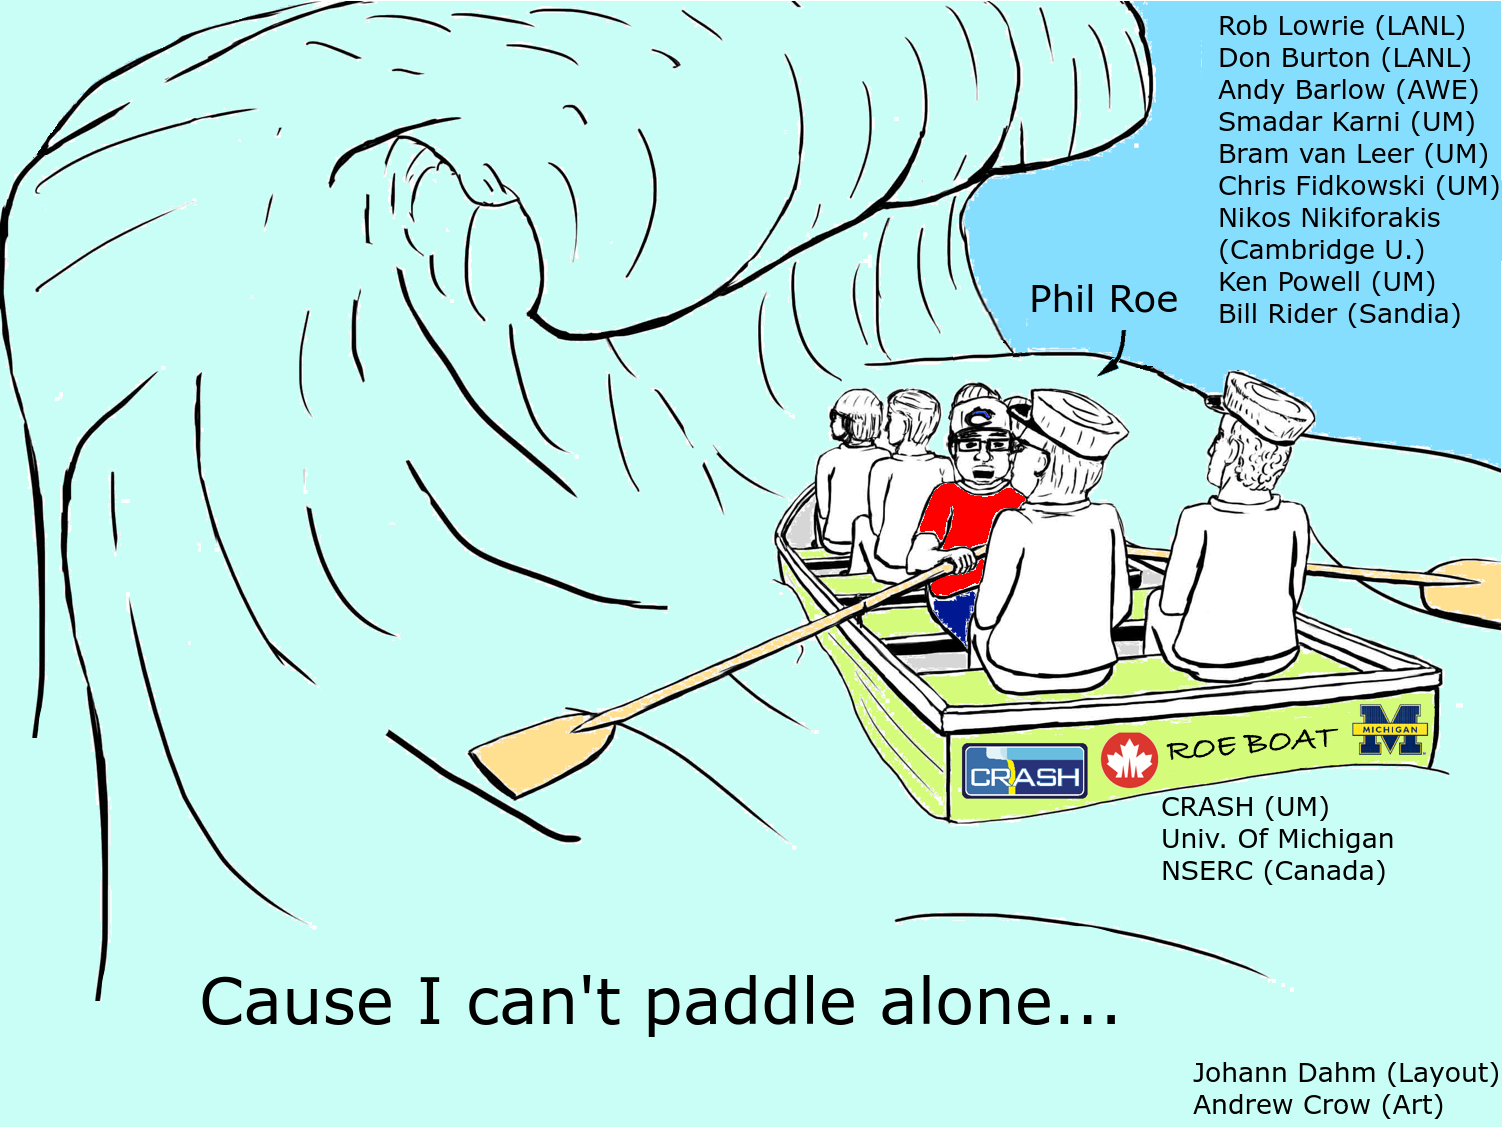 Rob Lowrie (LANL)
Don Burton (LANL)
Andy Barlow (AWE)
Smadar Karni (UM)
Bram van Leer (UM)
Chris Fidkowski (UM)
Nikos Nikiforakis
(Cambridge U.)
Ken Powell (UM)
Bill Rider (Sandia)
Phil Roe
CRASH
ROE BOAT
M
MICHIGAN
CRASH (UM)
Univ. Of Michigan
NSERC (Canada)
Cause I can't paddle alone...
Johann Dahm (Layout)
Andrew Crow (Art)